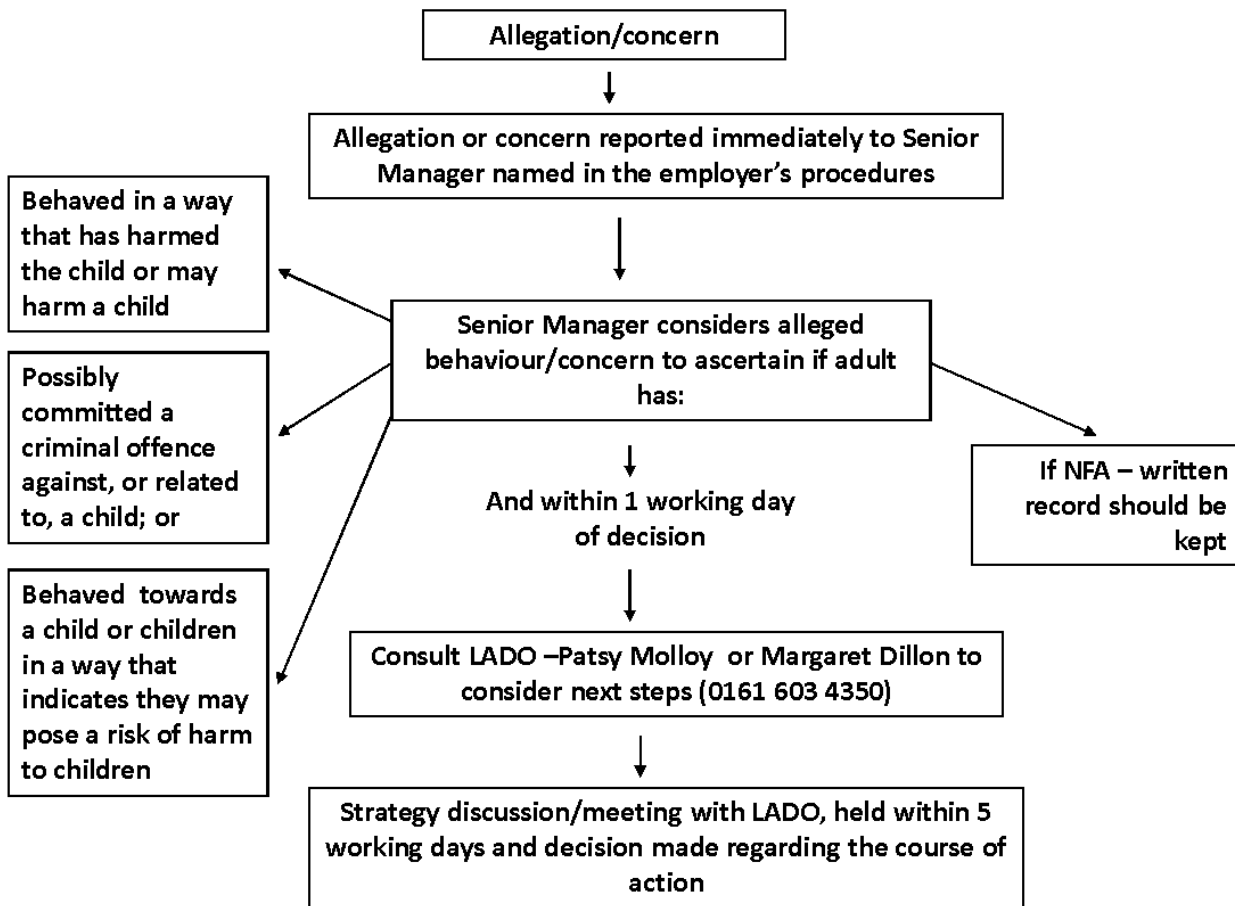 Allegation/concern
Allegation or concern reported immediately to Senior
Manager named in the employer's procedures
Behaved in a way
that has harmed
the child or may
harm a child
Senior Manager considers alleged
behaviour/concern to ascertain if adult
has:
Possibly
committed a
criminal offence
against, or related
to, a child; or
If NFA – written
record should be
kept
And within 1 working day
of decision
Behaved  towards
a child or children
in a way that
indicates they may
pose a risk of harm
to children
Consult LADO –Patsy Molloy  or Margaret Dillon to
consider next steps (0161 603 4350)
Strategy discussion/meeting with LADO, held within 5
working days and decision made regarding the course of
action